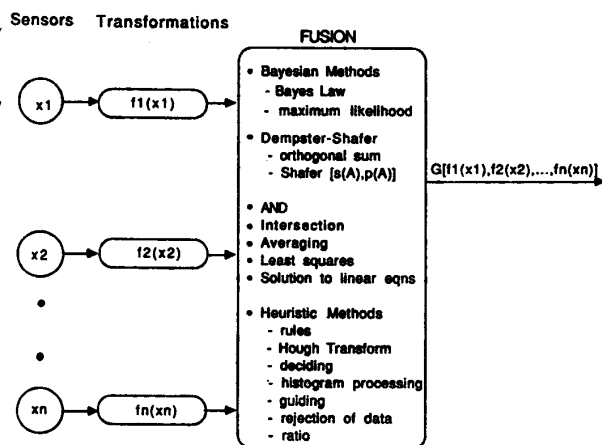 Sensors Transformations
FUSION
x1
f1(x1)
• Bayesian Methods
- Bayes Law
- maximum likelihood
• Dempster-Shafer
- orthogonal sum
- Shafer [s(A),p(A)]
G[f1(x1),f2(x2),...,fn(xn)]
• AND
• Intersection
• Averaging
• Least squares
• Solution to linear eqns
x2
f2(x2)
• Heuristic Methods
- rules
- Hough Transform
- deciding
- histogram processing
- guiding
- rejection of data
- ratio
xn
fn(xn)